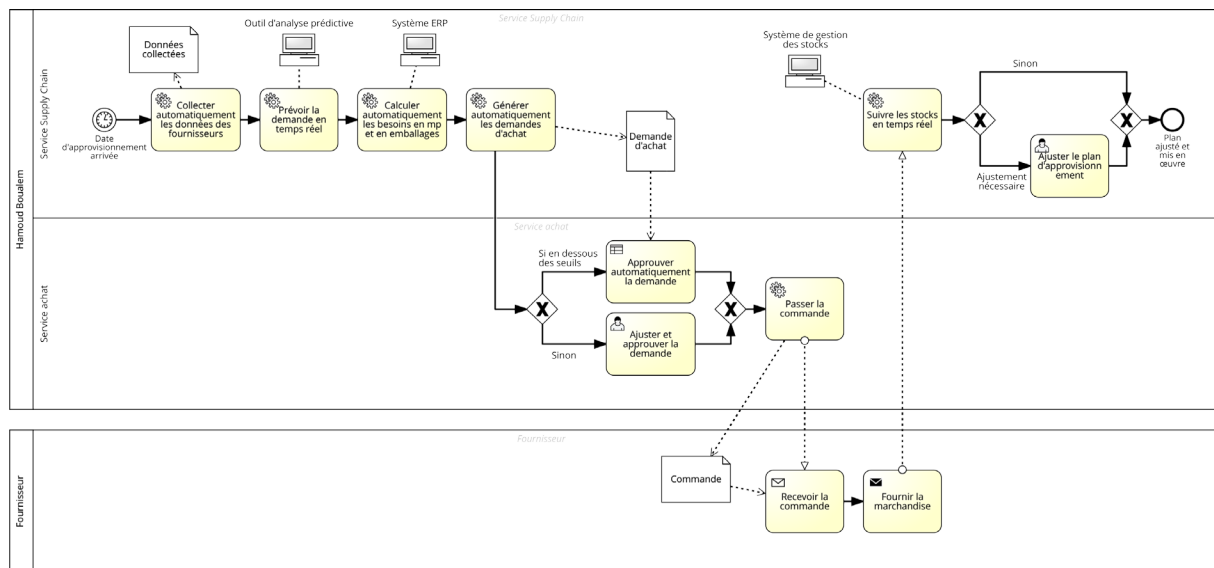 Service Supply Chain
Outil d'analyse prédictive
Système ERP
Système de gestion
des stocks
Données
collectées
Sinon
Hamoud Boualem
Service Supply Chain
Collecter
automatiquement
les données des
fournisseurs
Prévoir la
demande en
temps réel
Calculer
automatiquement
les besoins en mp
et en emballages
Générer
automatiquement
les demandes
d'achat
Suivre les stocks
en temps réel
Date
d'approvisionnement
arrivée
Demande
d'achat
Ajuster le plan
d'approvisionn
ement
Plan
ajusté et
mis en
œuvre
Ajustement
nécessaire
Service achat
Service achat
Si en dessous
des seuils
Approuver
automatiquement
la demande
Passer la
commande
Ajuster et
approuver la
demande
Sinon
Fournisseur
Fournisseur
Commande
Recevoir la
commande
Fournir la
marchandise